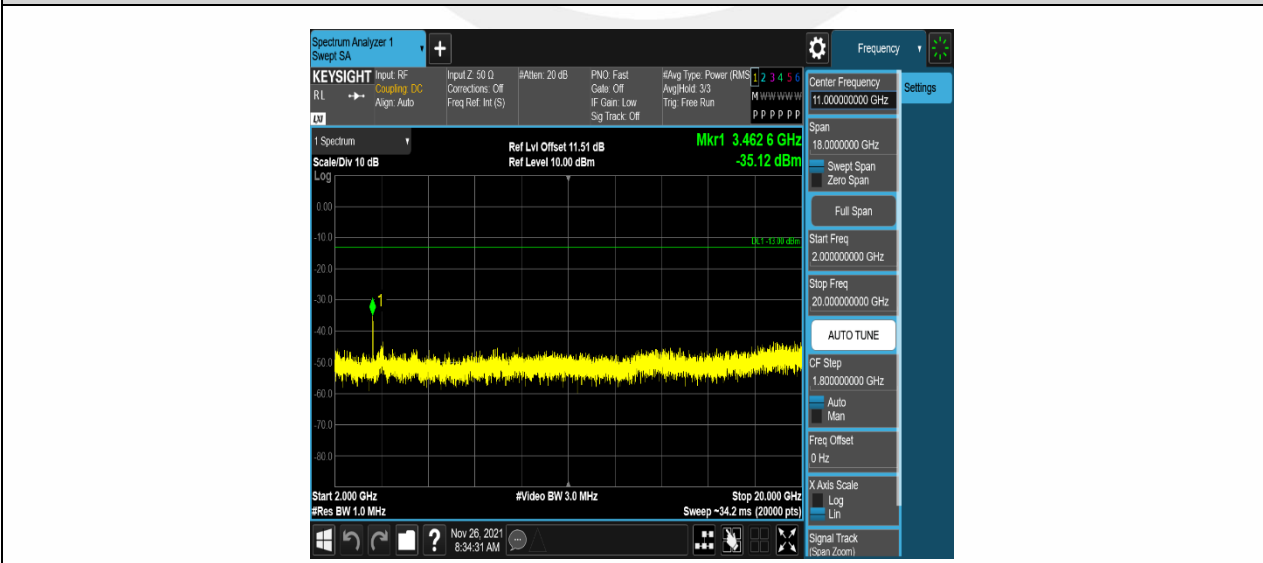 Spectrum Analyzer 1
Swept SA
+
Frequency
KEYSIGHT
RL
LXI
Input: RF
Coupling: DC
Align: Auto
Input Z: 50 Ω
Corrections: Off
Freq Ref: Int (S)
#Atten: 20 dB
PNO: Fast
Gate: Off
IF Gain: Low
Sig Track: Off
#Avg Type: Power (RMS
Avg|Hold: 3/3
Trig: Free Run
1 2 3 4 5 6
M W W W W W
P P P P P P
1 Spectrum
Scale/Div 10 dB
Log
Ref Lvl Offset 11.51 dB
Ref Level 10.00 dBm
Mkr1 3.462 6 GHz
-35.12 dBm
0.00
-10.0
DL1 -13.00 dBm
-20.0
-30.0
1
-40.0
-50.0
-60.0
-70.0
-80.0
Start 2.000 GHz
#Res BW 1.0 MHz
#Video BW 3.0 MHz
Stop 20.000 GHz
Sweep ~34.2 ms (20000 pts)
?
Nov 26, 2021
8:34:31 AM
Center Frequency
11.000000000 GHz
Settings
Span
18.0000000 GHz
Swept Span
Zero Span
Full Span
Start Freq
2.000000000 GHz
Stop Freq
20.000000000 GHz
AUTO TUNE
CF Step
1.800000000 GHz
Auto
Man
Freq Offset
0 Hz
X Axis Scale
Log
Lin
Signal Track
(Span Zoom)